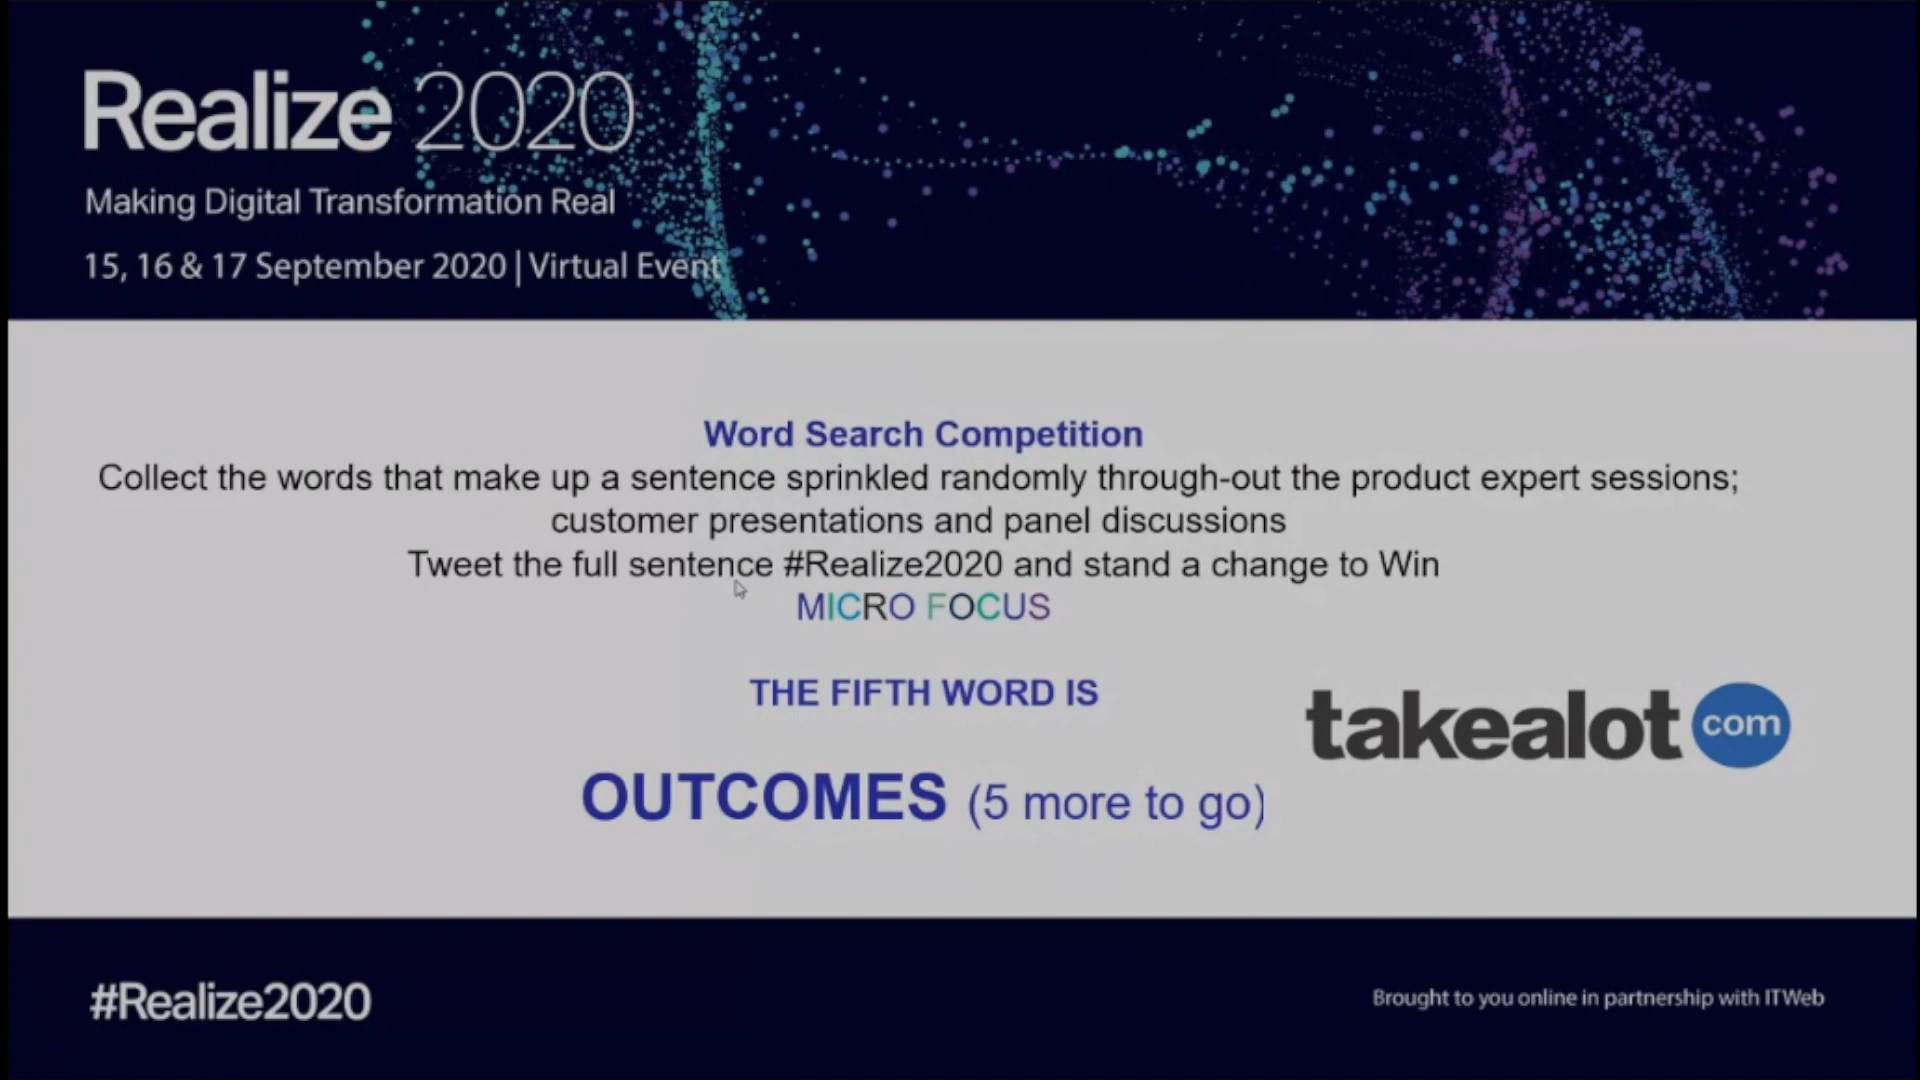 Realize 2020
Making Digital Transformation Real
15, 16 & 17 September 2020 | Virtual Event
Word Search Competition
Collect the words that make up a sentence sprinkled randomly through-out the product expert sessions;
customer presentations and panel discussions
Tweet the full sentence #Realize2020 and stand a change to Win
MICRO FOCUS
THE FIFTH WORD IS
takealot com
OUTCOMES (5 more to go)
#Realize2020
Brought to you online in partnership with ITWeb